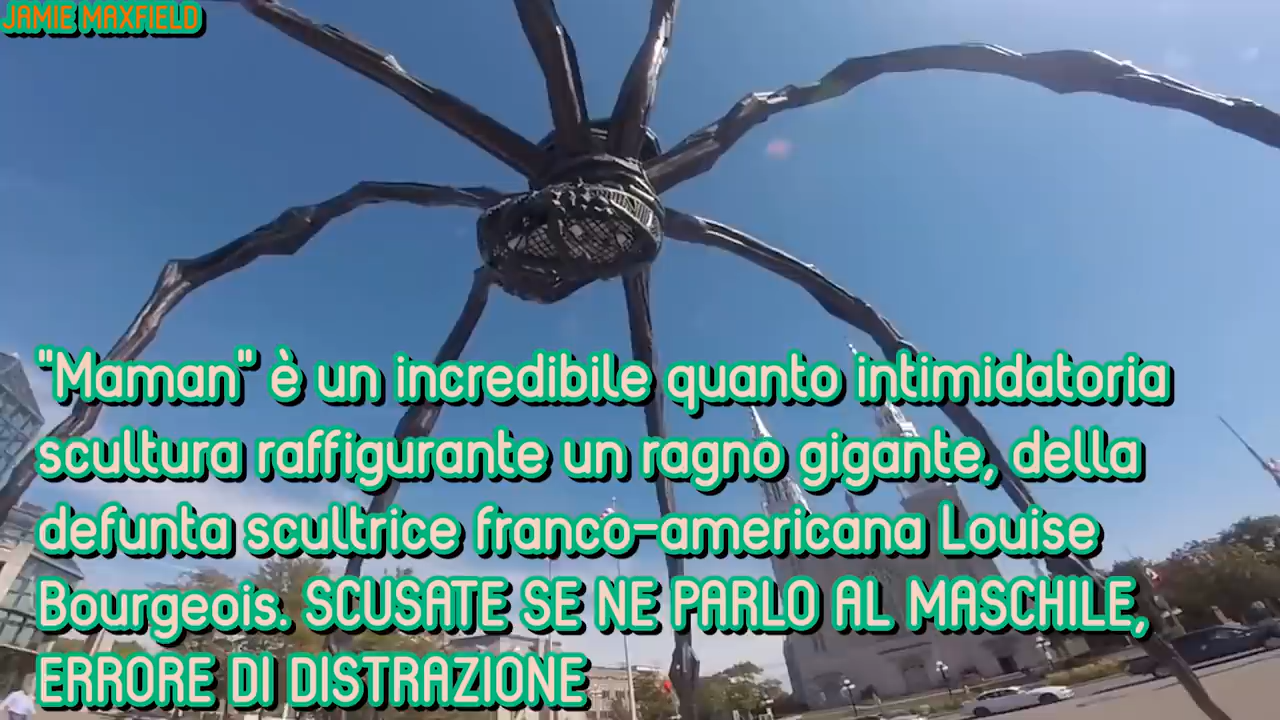 JAMIE MAXFIELD
"Maman" è un incredibile quanto intimidatoria
scultura raffigurante un ragno gigante, della
defunta scultrice franco-americana Louise
Bourgeois. SCUSATE SE NE PARLO AL MASCHILE,
ERRORE DI DISTRAZIONE